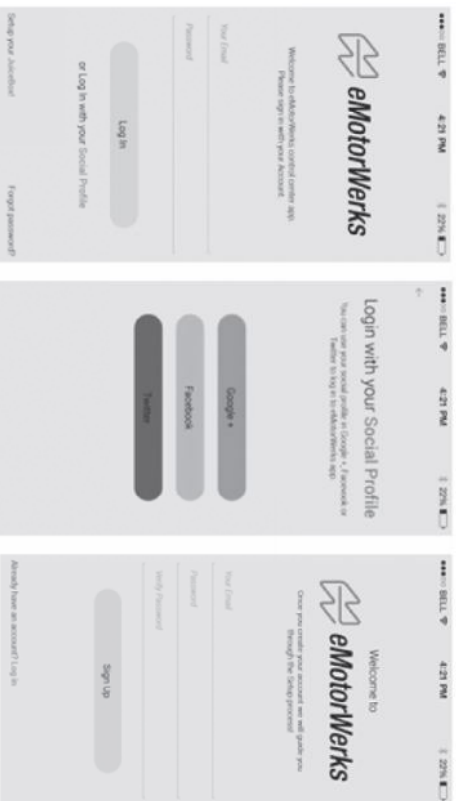 ●●●○○ BELL 4:21 PM 22%
eMotorWerks
Welcome to eMotorWerks control center app.
Please sign in with your Account
Your Email
Password
Log In
or Log In with your Social Profile
Setup your JuiceBox! Forgot password?
●●●○○ BELL 4:21 PM 22%
←
Login with your Social Profile
You can use your social profile in Google +, Facebook or
Twitter to log in to eMotorWerks app
Google +
Facebook
Twitter
●●●○○ BELL 4:21 PM 22%
Welcome to
eMotorWerks
Once you create your account we will guide you
through the Setup process!
Your Email
Password
Verify Password
Sign Up
Already have an account? Log in